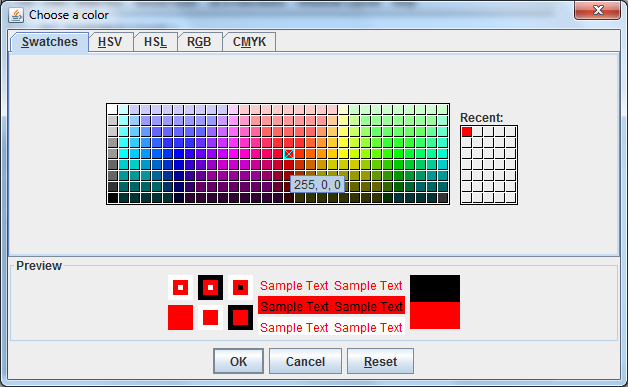 Choose a color
Swatches HSV HSL RGB CMYK
Recent:
255, 0, 0
Preview
Sample Text Sample Text
Sample Text Sample Text
Sample Text Sample Text
OK Cancel Reset